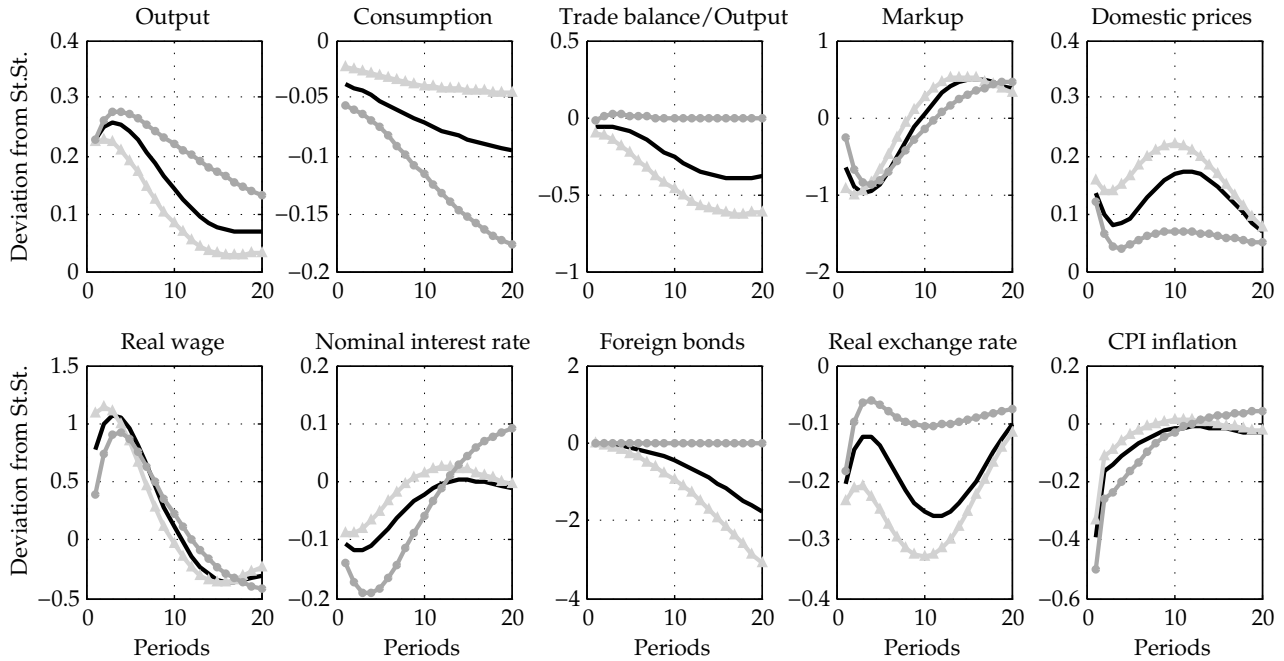 Output
Consumption
Trade balance/Output
Markup
Domestic prices
Deviation from St.St.
0.4
0.3
0.2
0.1
0
0 10 20
0
−0.05
−0.1
−0.15
−0.2
0 10 20
0.5
0
−0.5
−1
0 10 20
1
0
−1
−2
0 10 20
0.4
0.3
0.2
0.1
0
0 10 20
Real wage
Nominal interest rate
Foreign bonds
Real exchange rate
CPI inflation
Deviation from St.St.
1.5
1
0.5
0
−0.5
0 10 20
Periods
0.2
0.1
0
−0.1
−0.2
0 10 20
Periods
2
0
−2
−4
0 10 20
Periods
0
−0.1
−0.2
−0.3
−0.4
0 10 20
Periods
0.2
0
−0.2
−0.4
−0.6
0 10 20
Periods